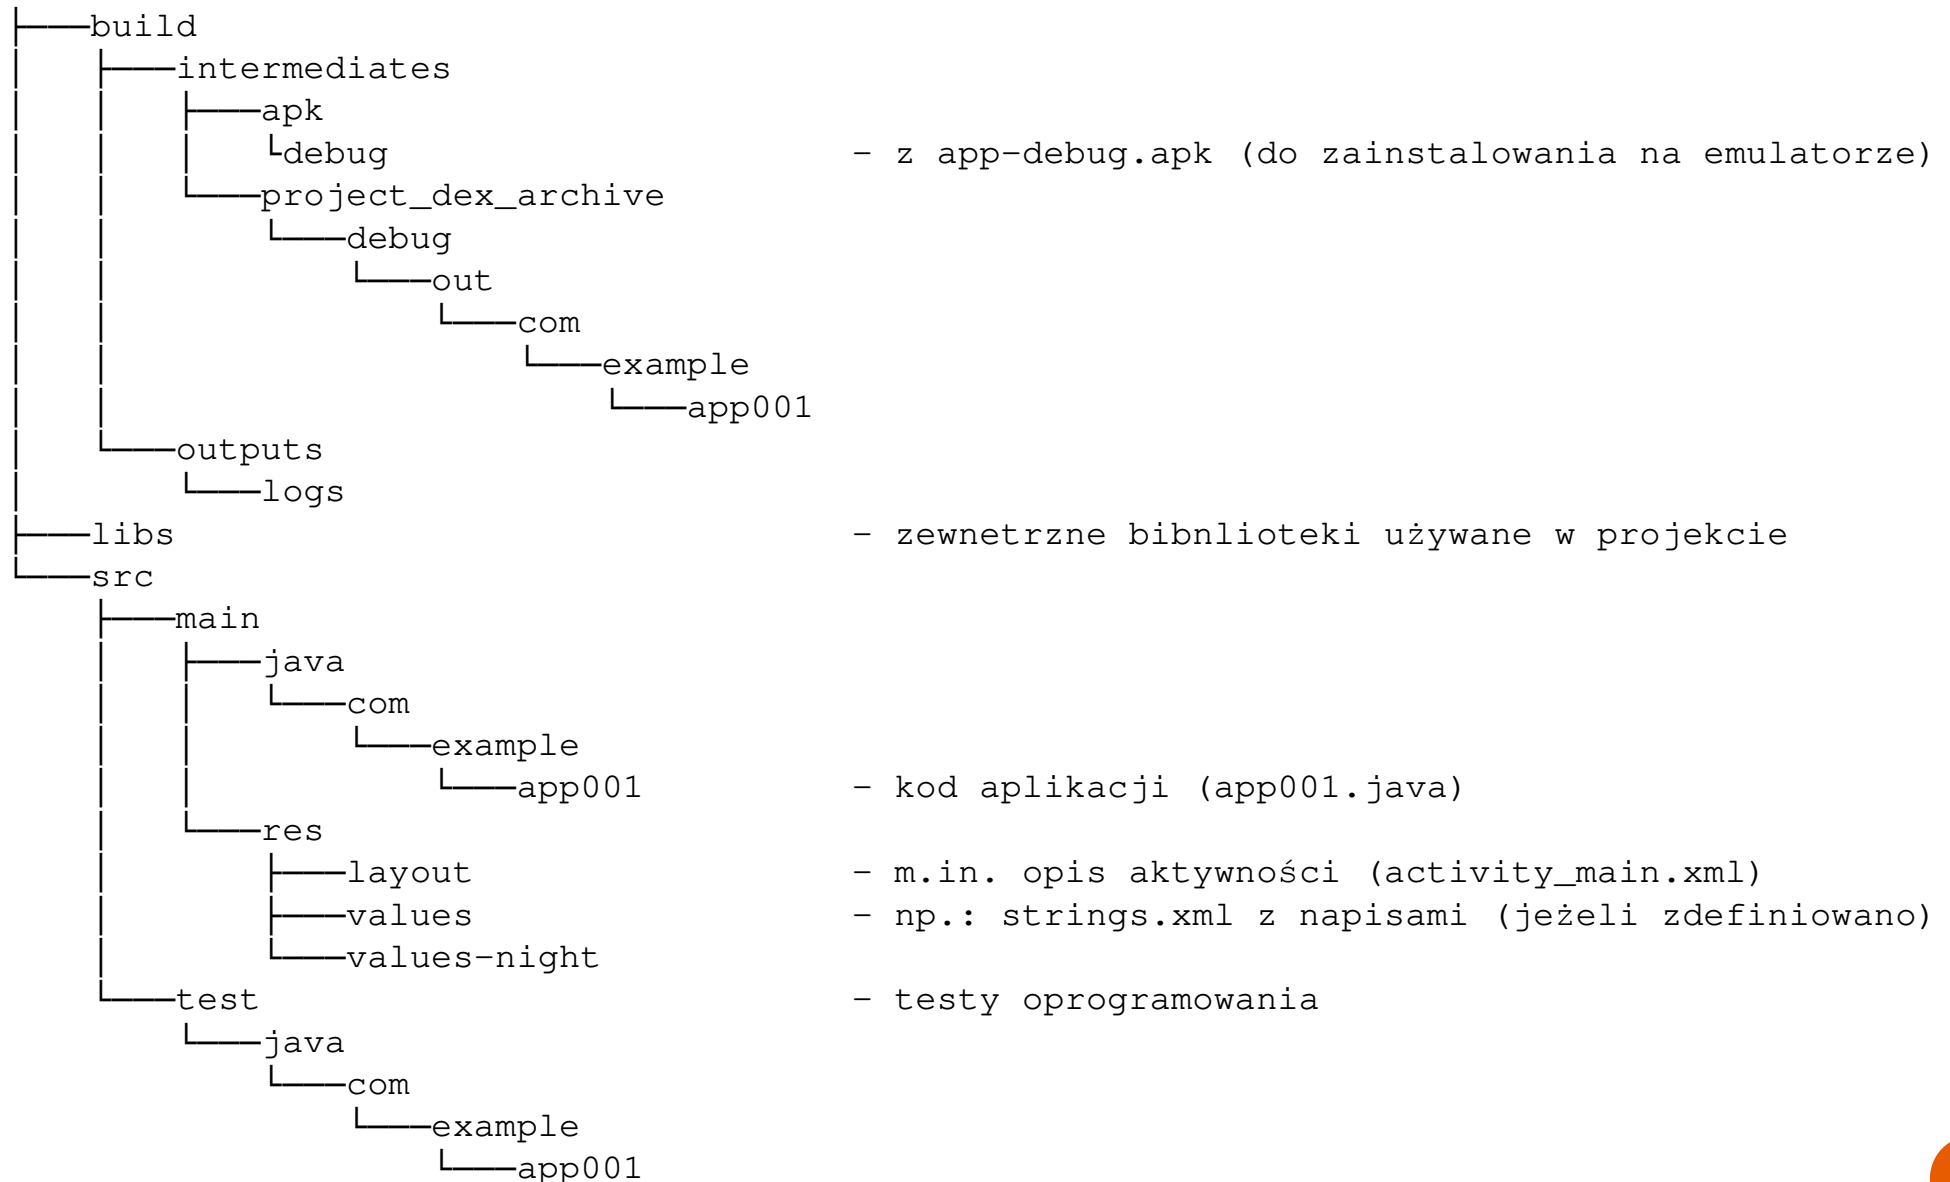 build
intermediates
apk
debug - z app-debug.apk (do zainstalowania na emulatorze)
project_dex_archive
debug
out
com
example
app001
outputs
logs
libs - zewnetrzne bibnlioteki używane w projekcie
src
main
java
com
example
app001 - kod aplikacji (app001.java)
res
layout - m.in. opis aktywności (activity_main.xml)
values - np.: strings.xml z napisami (jeżeli zdefiniowano)
values-night
test - testy oprogramowania
java
com
example
app001